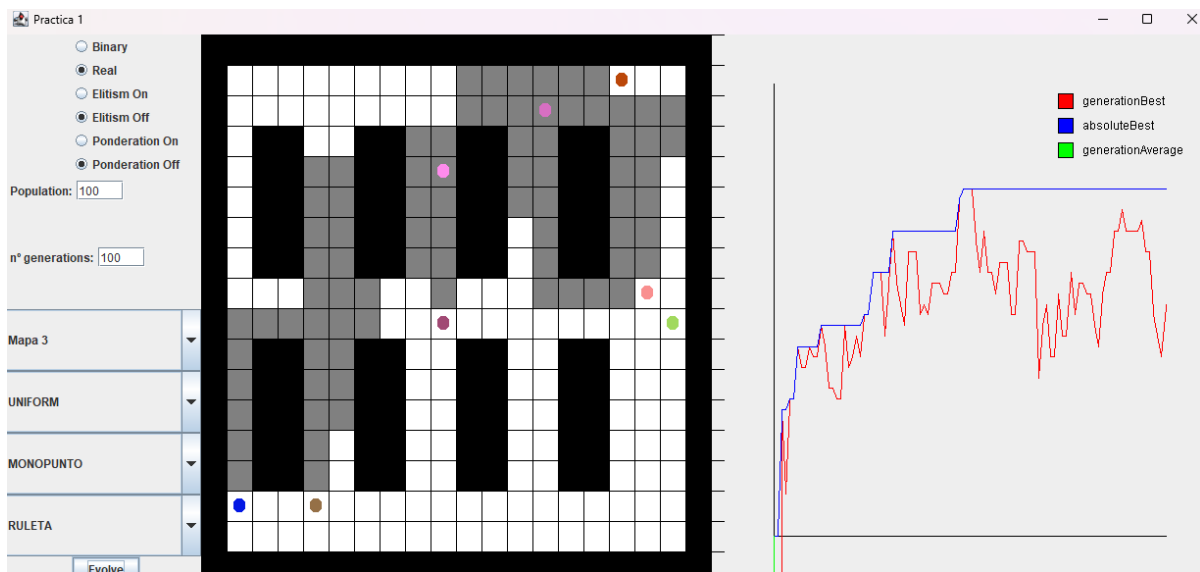 Practica 1
Binary
Real
Elitism On
Elitism Off
Ponderation On
Ponderation Off
Population: 100
nº generations: 100
Mapa 3
UNIFORM
MONOPUNTO
RULETA
Evolve
generationBest
absoluteBest
generationAverage